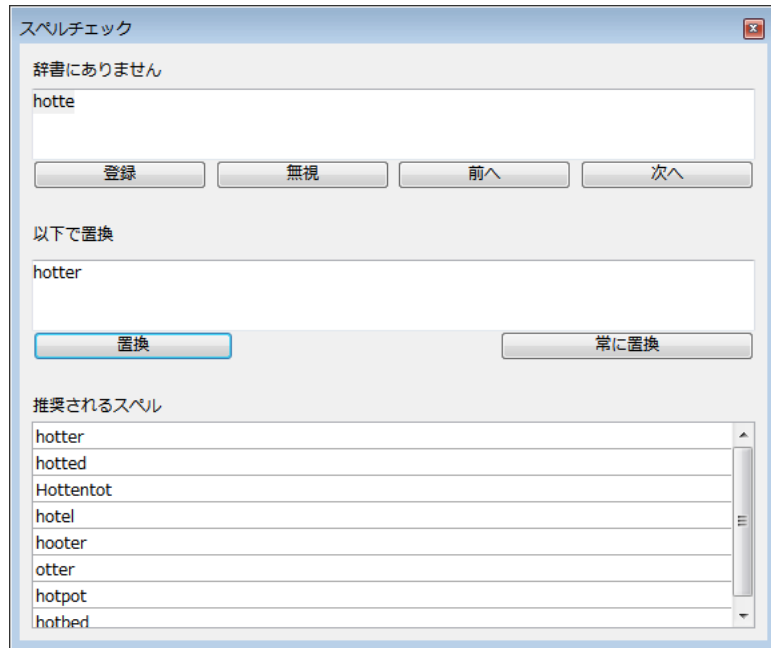 スペルチェック
辞書にありません
hotte
登録 無視 前へ 次へ
以下で置換
hotter
置換 常に置換
推奨されるスペル
hotter
hotted
Hottentot
hotel
hooter
otter
hotpot
hotbed